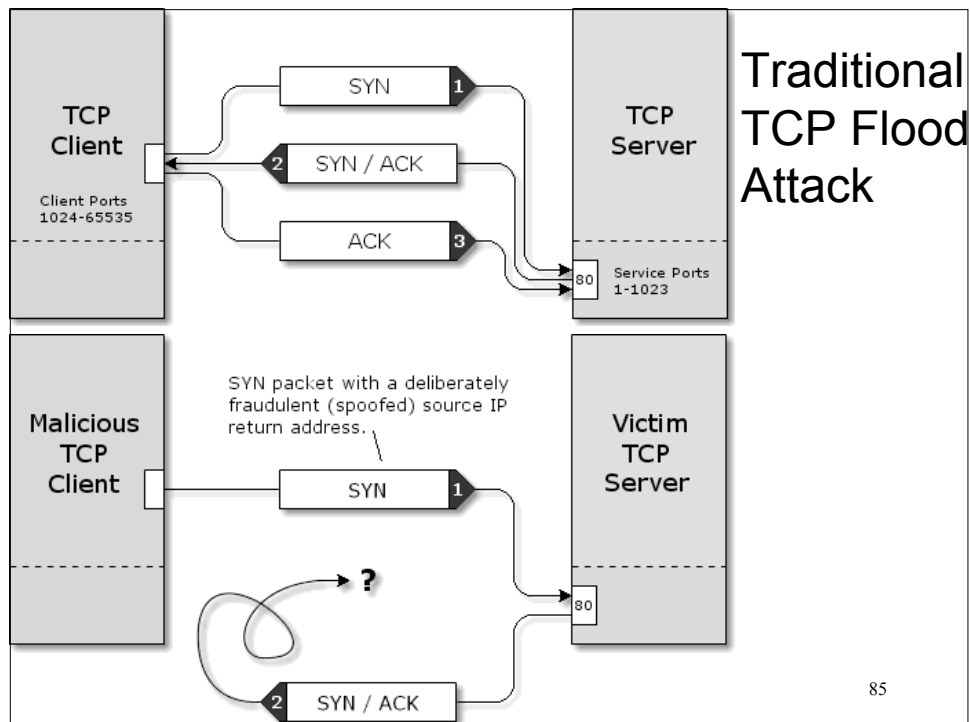 Traditional
TCP Flood
Attack
TCP
Client
Client Ports
1024-65535
SYN
1
2
SYN / ACK
ACK
3
TCP
Server
80
Service Ports
1-1023
Malicious
TCP
Client
SYN packet with a deliberately
fraudulent (spoofed) source IP
return address.
SYN
1
?
2
SYN / ACK
Victim
TCP
Server
80
85